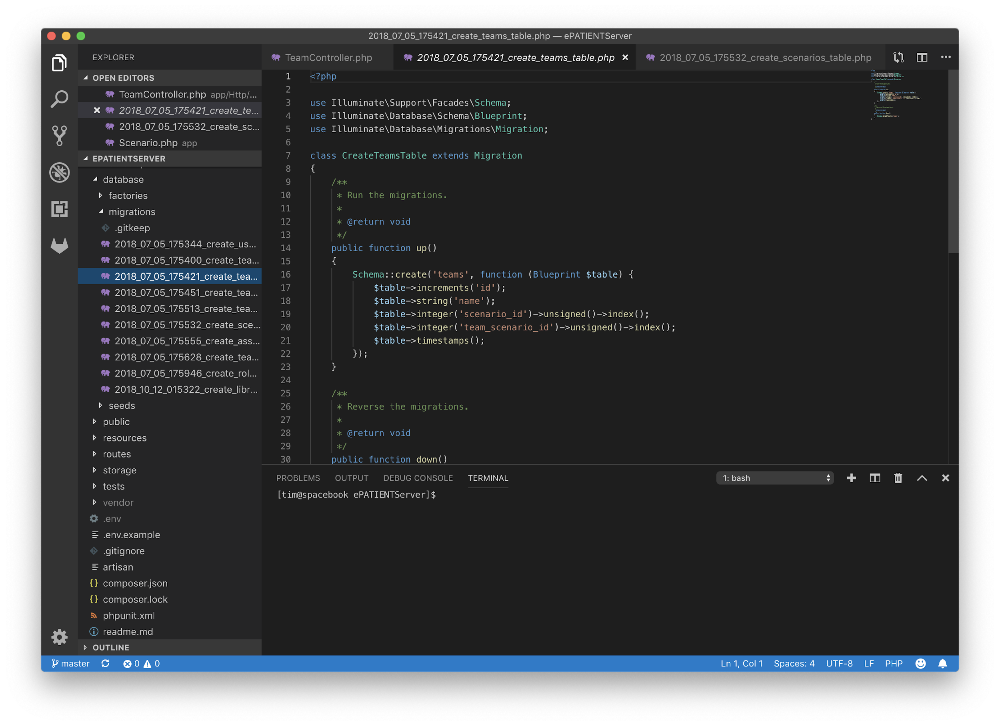 2018_07_05_175421_create_teams_table.php — ePATIENTServer
EXPLORER
OPEN EDITORS
TeamController.php app/Http/...
2018_07_05_175421_create_te...
2018_07_05_175532_create_sc...
Scenario.php app
EPATIENTSERVER
database
factories
migrations
.gitkeep
2018_07_05_175344_create_us...
2018_07_05_175400_create_tea...
2018_07_05_175421_create_tea...
2018_07_05_175451_create_tea...
2018_07_05_175513_create_tea...
2018_07_05_175532_create_sce...
2018_07_05_175555_create_ass...
2018_07_05_175628_create_tea...
2018_07_05_175946_create_rol...
2018_10_12_015322_create_libr...
seeds
public
resources
routes
storage
tests
vendor
.env
.env.example
.gitignore
artisan
composer.json
composer.lock
phpunit.xml
readme.md
OUTLINE
TeamController.php 2018_07_05_175421_create_teams_table.php 2018_07_05_175532_create_scenarios_table.php
1 <?php
2
3 use Illuminate\Support\Facades\Schema;
4 use Illuminate\Database\Schema\Blueprint;
5 use Illuminate\Database\Migrations\Migration;
6
7 class CreateTeamsTable extends Migration
8 {
9 /**
10 * Run the migrations.
11 *
12 * @return void
13 */
14 public function up()
15 {
16 Schema::create('teams', function (Blueprint $table) {
17 $table->increments('id');
18 $table->string('name');
19 $table->integer('scenario_id')->unsigned()->index();
20 $table->integer('team_scenario_id')->unsigned()->index();
21 $table->timestamps();
22 });
23 }
24
25 /**
26 * Reverse the migrations.
27 *
28 * @return void
29 */
30 public function down()
PROBLEMS OUTPUT DEBUG CONSOLE TERMINAL 1: bash
[tim@spacebook ePATIENTServer]$
master 0 0 Ln 1, Col 1 Spaces: 4 UTF-8 LF PHP